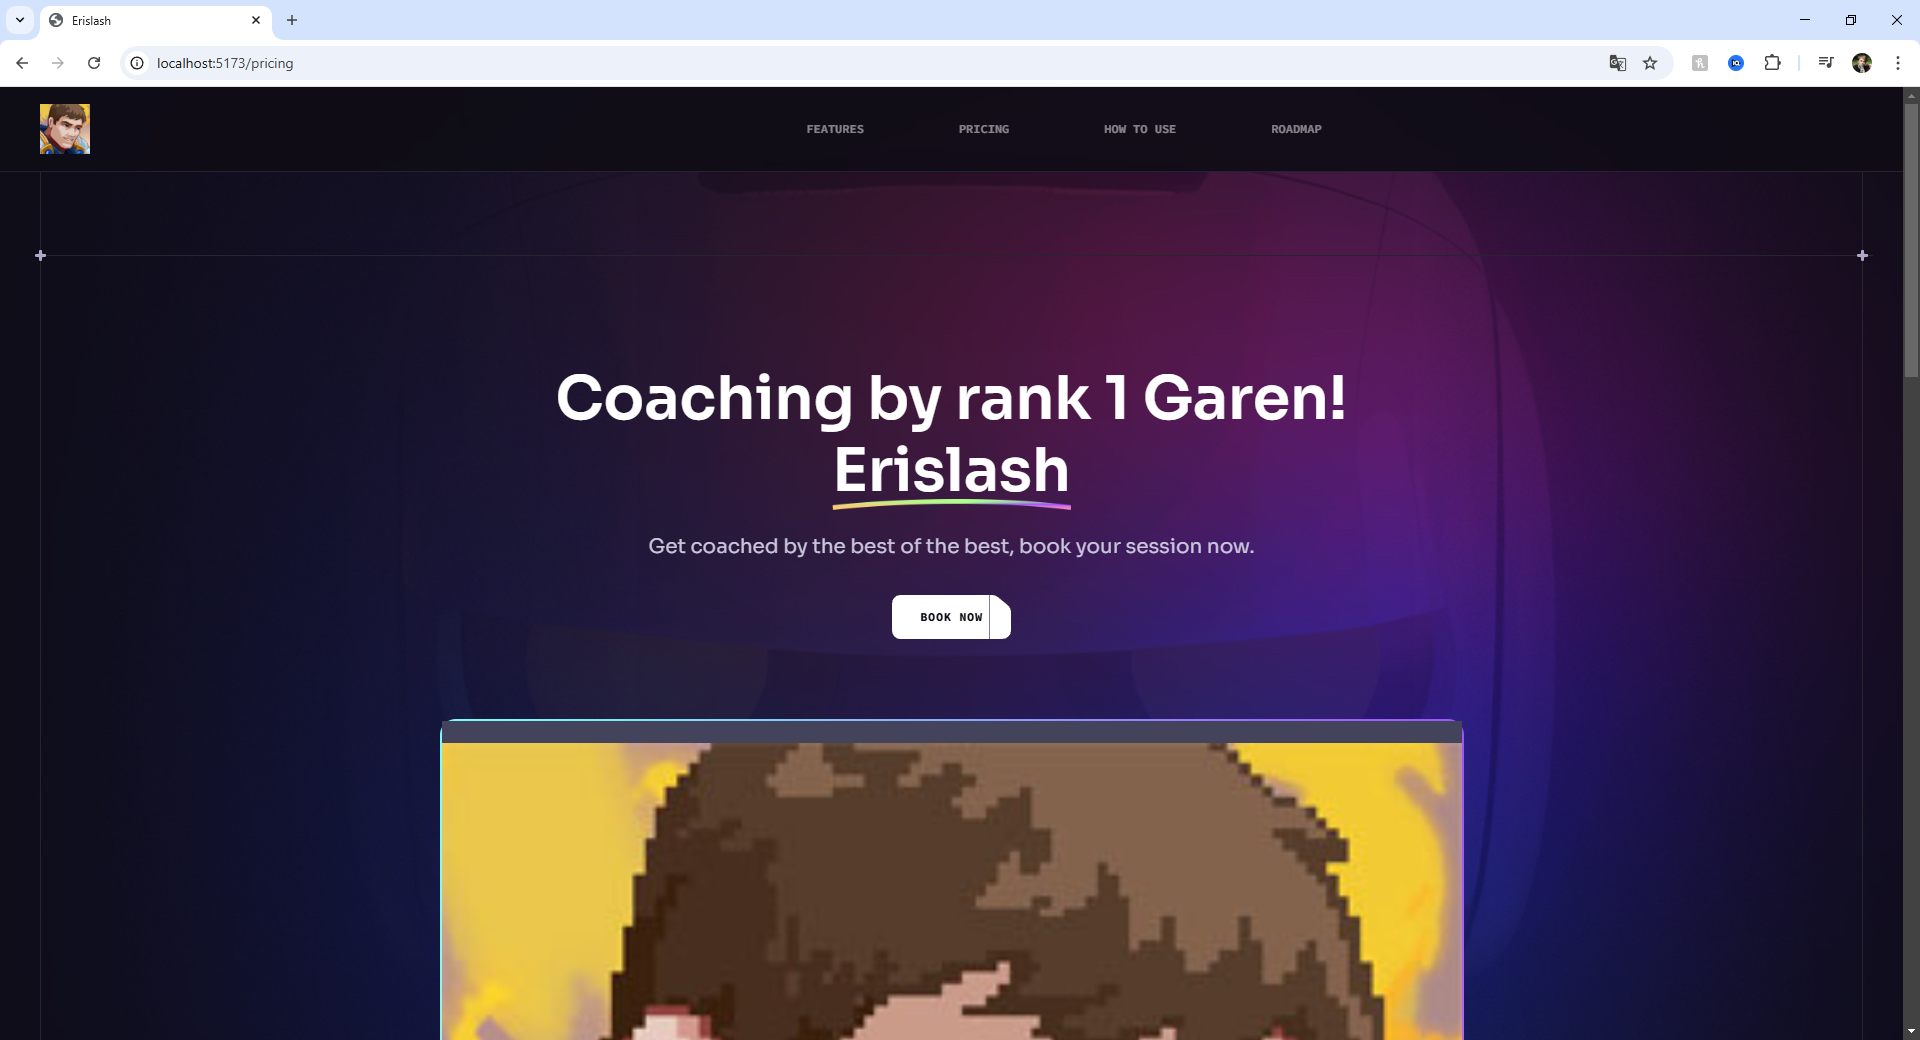 Erislash
localhost:5173/pricing
FEATURES PRICING HOW TO USE ROADMAP
Coaching by rank 1 Garen!
Erislash
Get coached by the best of the best, book your session now.
BOOK NOW